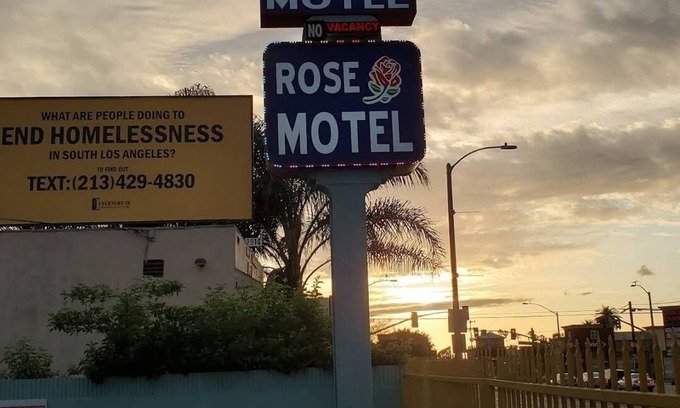 MOTEL
NO VACANCY
ROSE
MOTEL
WHAT ARE PEOPLE DOING TO
END HOMELESSNESS
IN SOUTH LOS ANGELES?
TO FIND OUT
TEXT:(213)429-4830